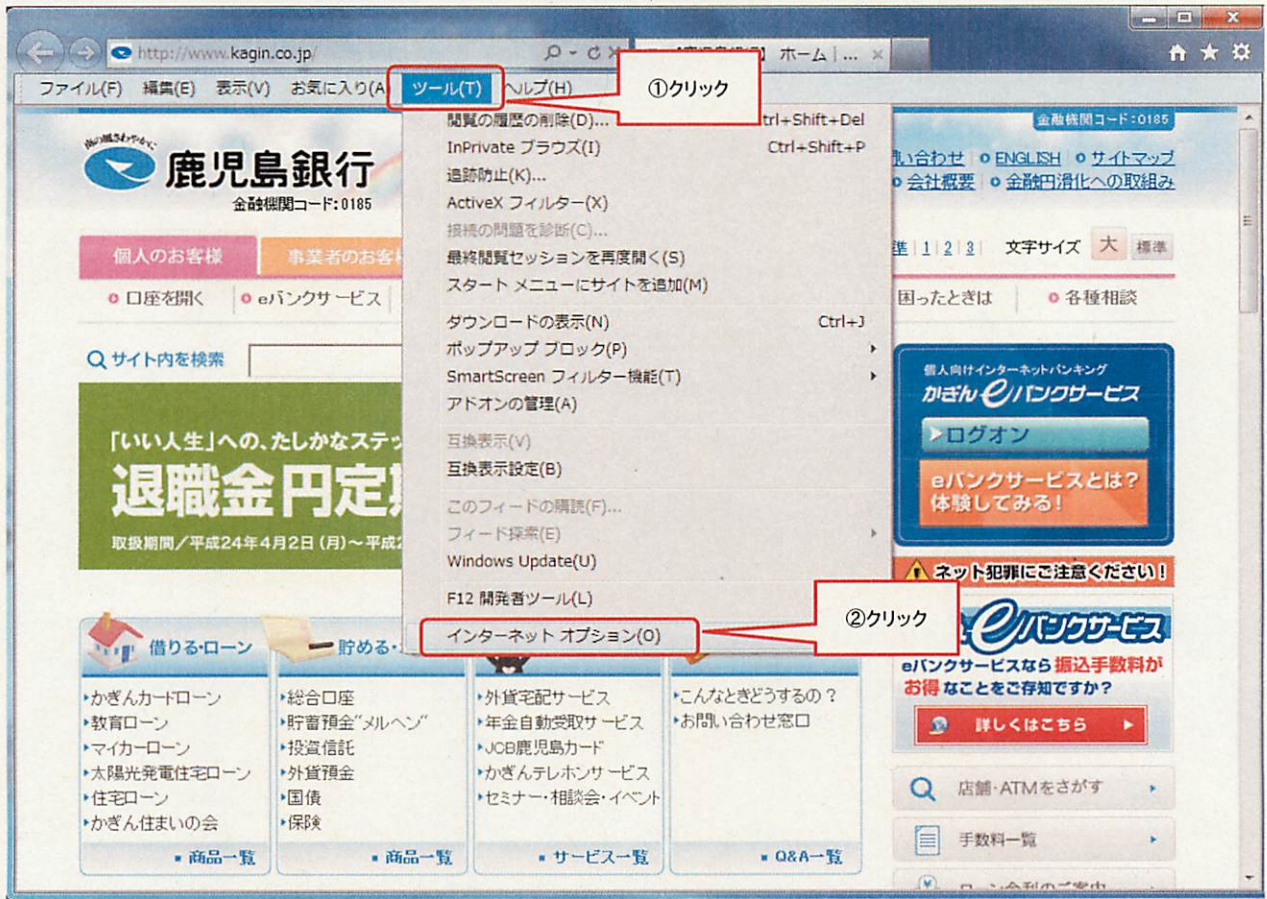 http://www.kagin.co.jp/
ホーム | ...
ファイル(F) 編集(E) 表示(V) お気に入り(A ツール(T) ヘルプ(H)
①クリック
閲覧の履歴の削除(D)... trl+Shift+Del
InPrivate ブラウズ(I) Ctrl+Shift+P
追跡防止(K)...
ActiveX フィルター(X)
接続の問題を診断(C)...
最終閲覧セッションを再度開く(S)
スタート メニューにサイトを追加(M)
ダウンロードの表示(N) Ctrl+J
ポップアップ ブロック(P)
SmartScreen フィルター機能(T)
アドオンの管理(A)
互換表示(V)
互換表示設定(B)
このフィードの購読(F)...
フィード探索(E)
Windows Update(U)
F12 開発者ツール(L)
インターネット オプション(O)
②クリック
南の風さわやかに
鹿児島銀行
金融機関コード:0185
金融機関コード:0185
い合わせ ENGLISH サイトマップ
会社概要 金融円滑化への取組み
個人のお客様 事業者のお客
準 | 1 | 2 | 3 | 文字サイズ 大 標準
口座を開く eバンクサービス
困ったときは 各種相談
サイト内を検索
「いい人生」への、たしかなステッ
退職金円定
取扱期間／平成24年4月2日(月)～平成2
個人向けインターネットバンキング
かぎんeバンクサービス
ログオン
eバンクサービスとは?
体験してみる!
ネット犯罪にご注意ください!
eバンクサービス
eバンクサービスなら振込手数料が
お得なことをご存知ですか?
詳しくはこちら
店舗・ATMをさがす
手数料一覧
ローン金利のご案内
借りる・ローン
・かぎんカードローン
・教育ローン
・マイカーローン
・太陽光発電住宅ローン
・住宅ローン
・かぎん住まいの会
商品一覧
貯める・
・総合口座
・貯蓄預金“メルヘン”
・投資信託
・外貨預金
・国債
・保険
商品一覧
・外貨宅配サービス
・年金自動受取サービス
・JCB鹿児島カード
・かぎんテレホンサービス
・セミナー・相談会・イベント
サービス一覧
・こんなときどうするの？
・お問い合わせ窓口
Q&A一覧